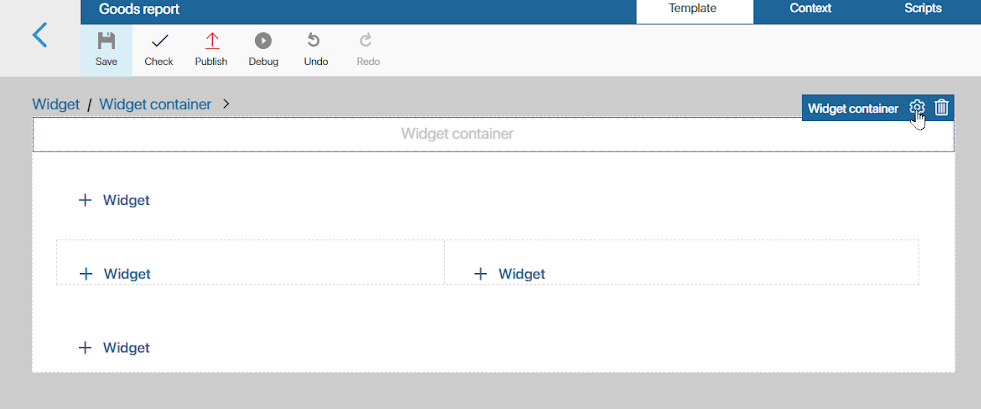 Goods report
Template Context Scripts
Save Check Publish Debug Undo Redo
Widget / Widget container >
Widget container
Widget container
+ Widget
+ Widget + Widget
+ Widget